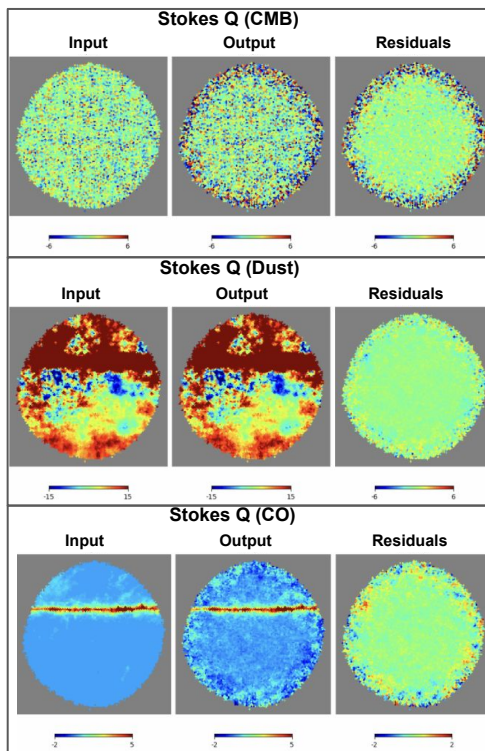 Stokes Q (CMB)
Input Output Residuals
-6 6 -6 6 -6 6
Stokes Q (Dust)
Input Output Residuals
-15 15 -15 15 -6 6
Stokes Q (CO)
Input Output Residuals
-2 5 -2 5 -2 2